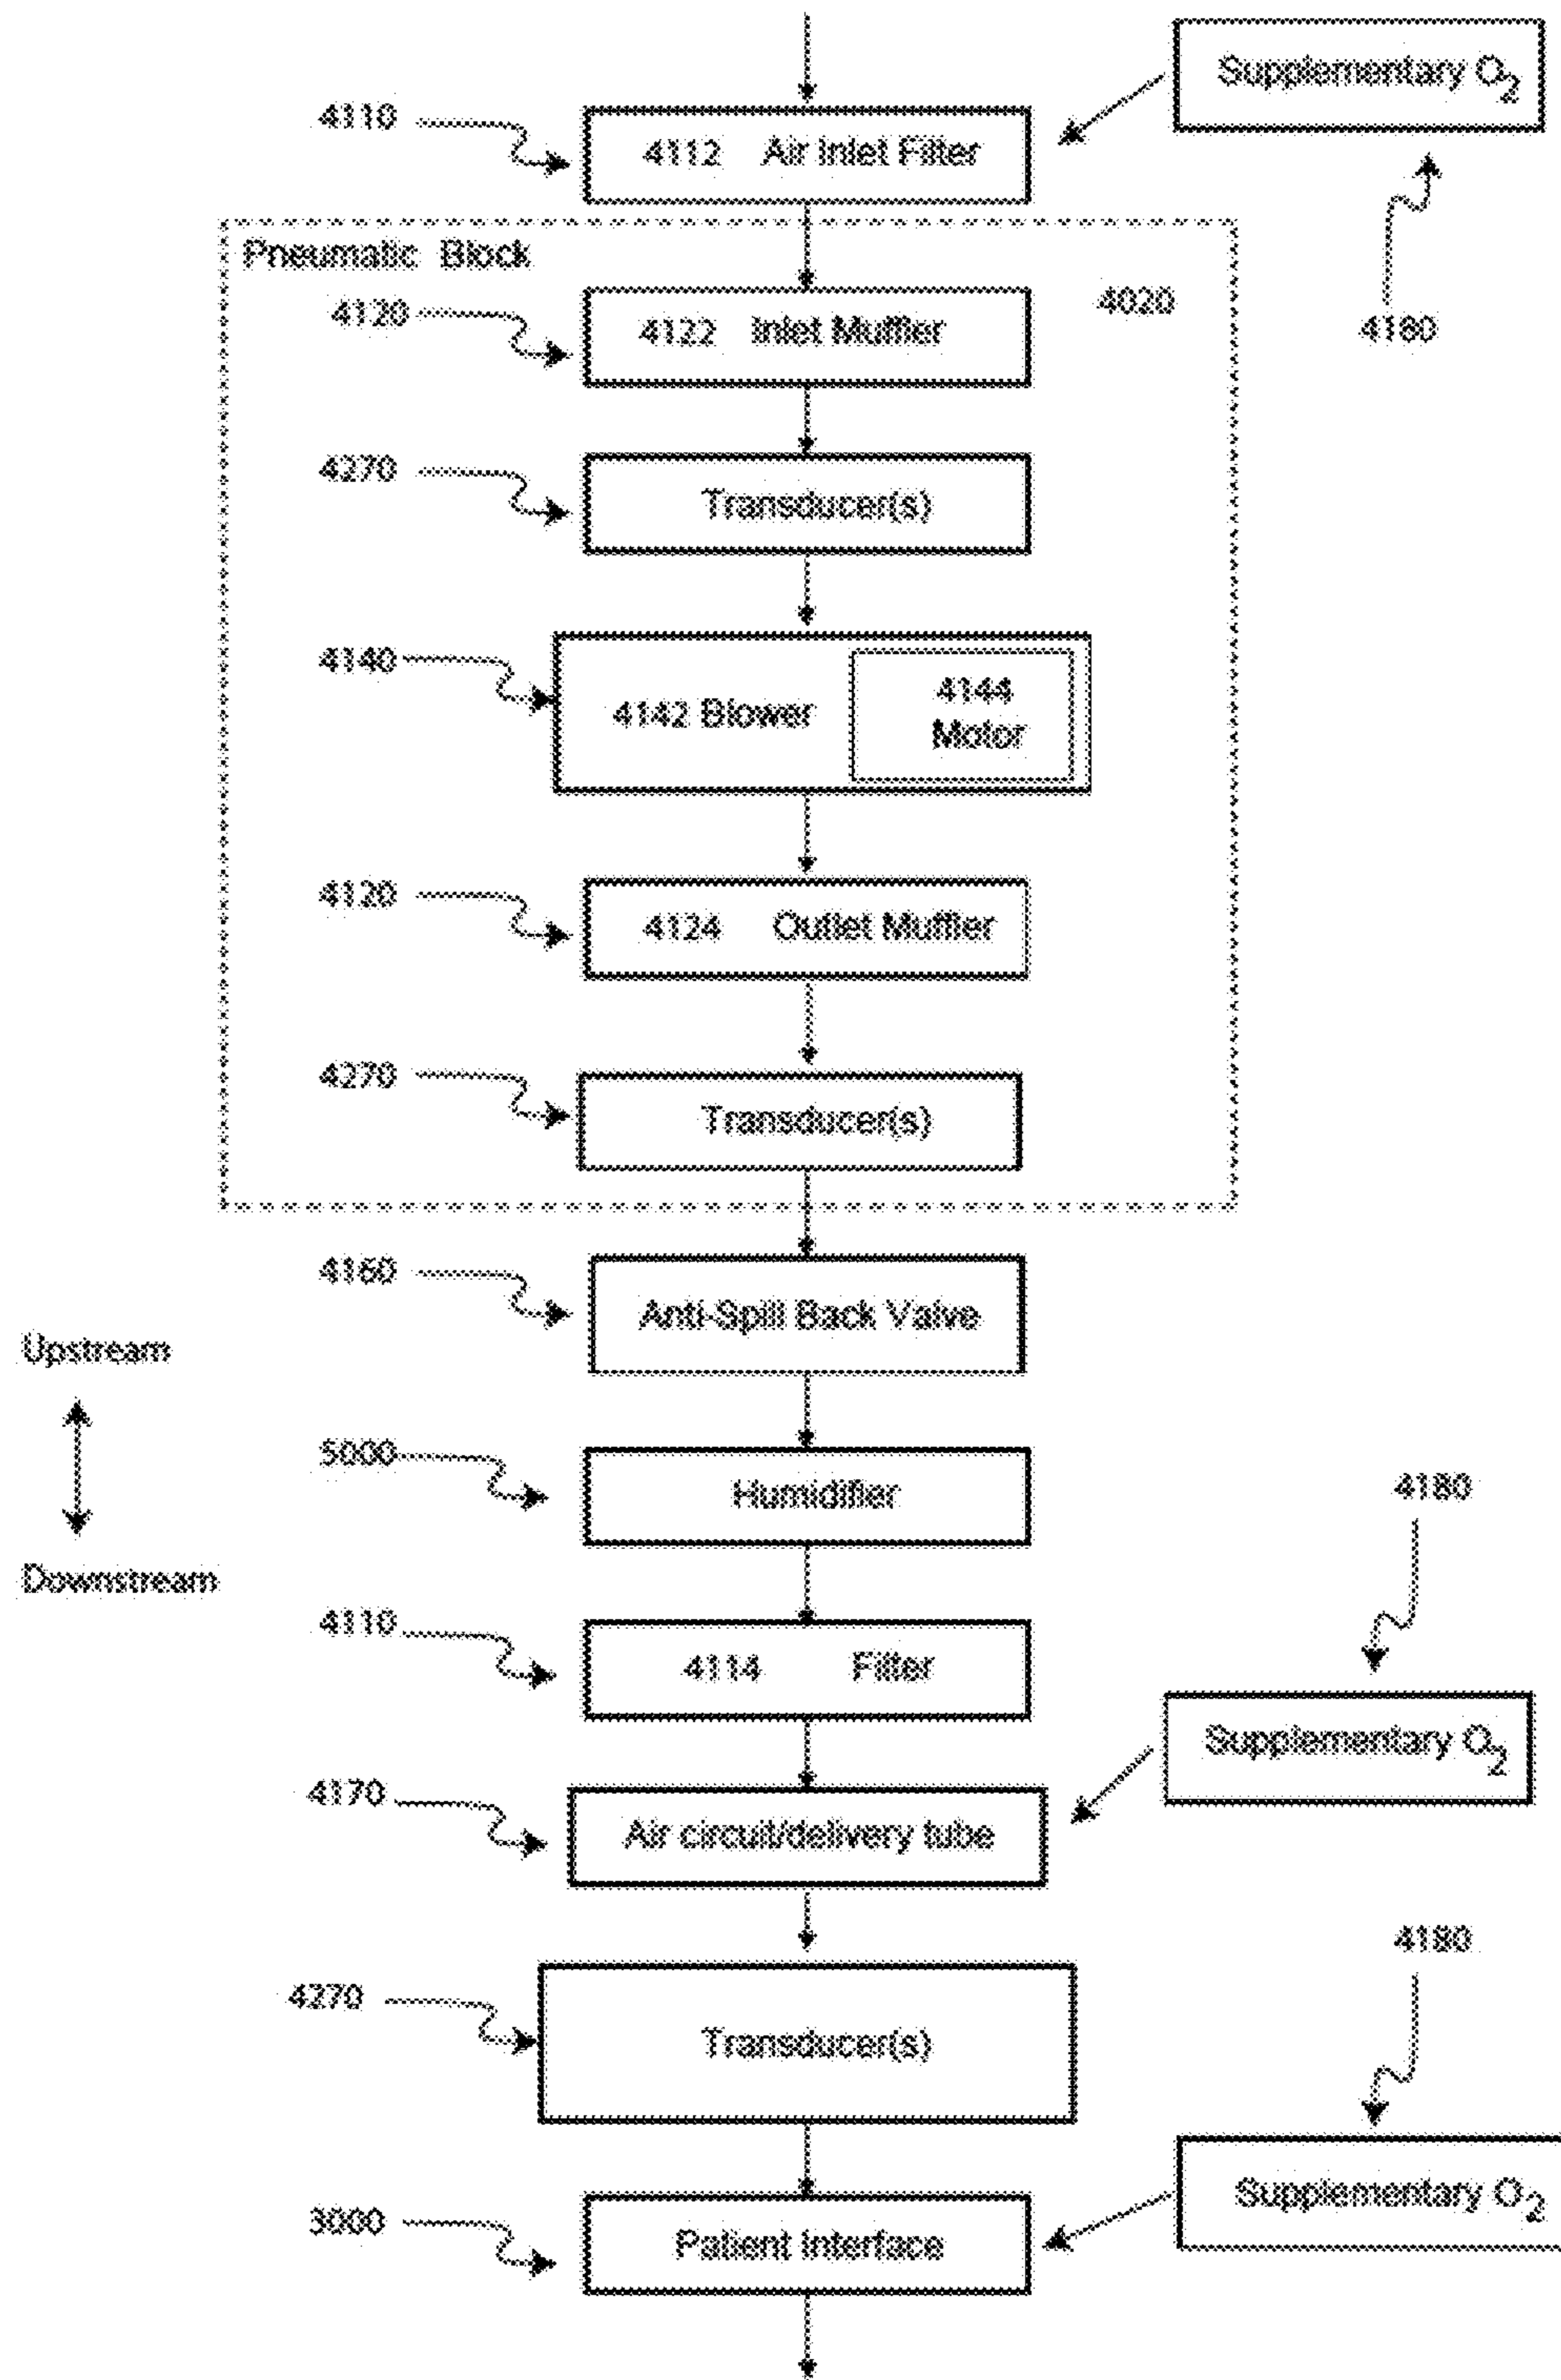 Supplementary O2
4110
4112 Air Inlet Filter
Pneumatic Block
4020
4180
4120
4122 Inlet Muffler
4270
Transducer(s)
4140
4142 Blower
4144
Motor
4120
4124 Outlet Muffler
4270
Transducer(s)
4160
Anti-Spill Back Valve
Upstream
5000
Humidifier
4180
Downstream
4110
4114 Filter
Supplementary O2
4170
Air circuit/delivery tube
4180
4270
Transducer(s)
Supplementary O2
3000
Patient Interface